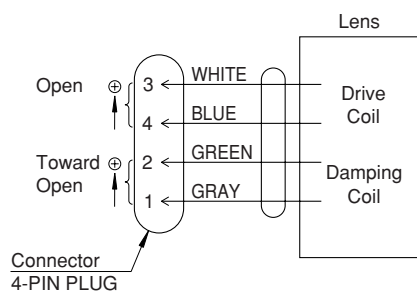 Lens
Open ⊕ 3 WHITE
Drive
Coil
4 BLUE
Toward
Open ⊕ 2 GREEN
Damping
Coil
1 GRAY
Connector
4-PIN PLUG